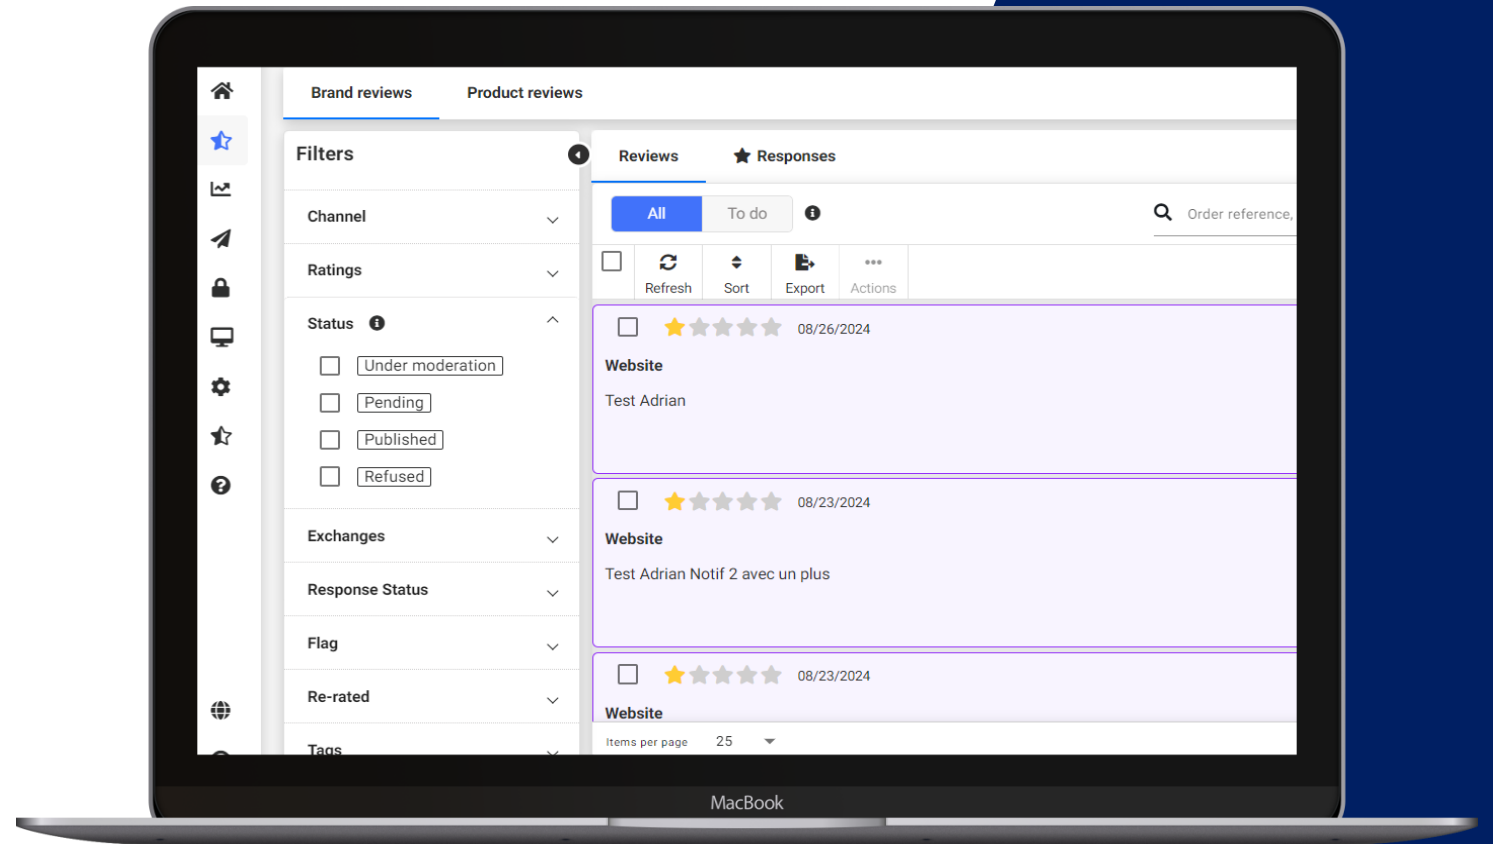 Brand reviews
Product reviews
Filters
Channel
Ratings
Status
Under moderation
Pending
Published
Refused
Exchanges
Response Status
Flag
Re-rated
Tags
Reviews
Responses
All
To do
Order reference,
Refresh
Sort
Export
Actions
08/26/2024
Website
Test Adrian
08/23/2024
Website
Test Adrian Notif 2 avec un plus
08/23/2024
Website
Items per page 25
MacBook